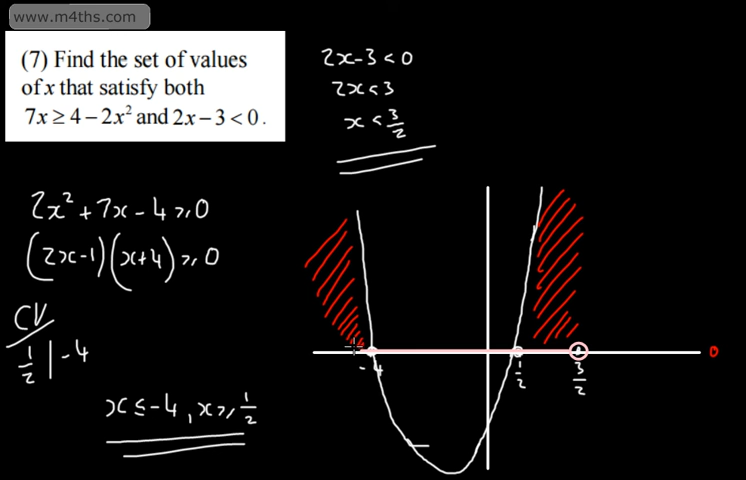 www.m4ths.com
(7) Find the set of values
of x that satisfy both
7x ≥ 4 – 2x² and 2x – 3 < 0.
2x-3<0
2x<3
x < 3/2
2x² + 7x - 4 ≥ 0
(2x-1)(x+4) ≥ 0
CV
1/2 | -4
x ≤ -4, x ≥ 1/2
-4 1/2 3/2 0